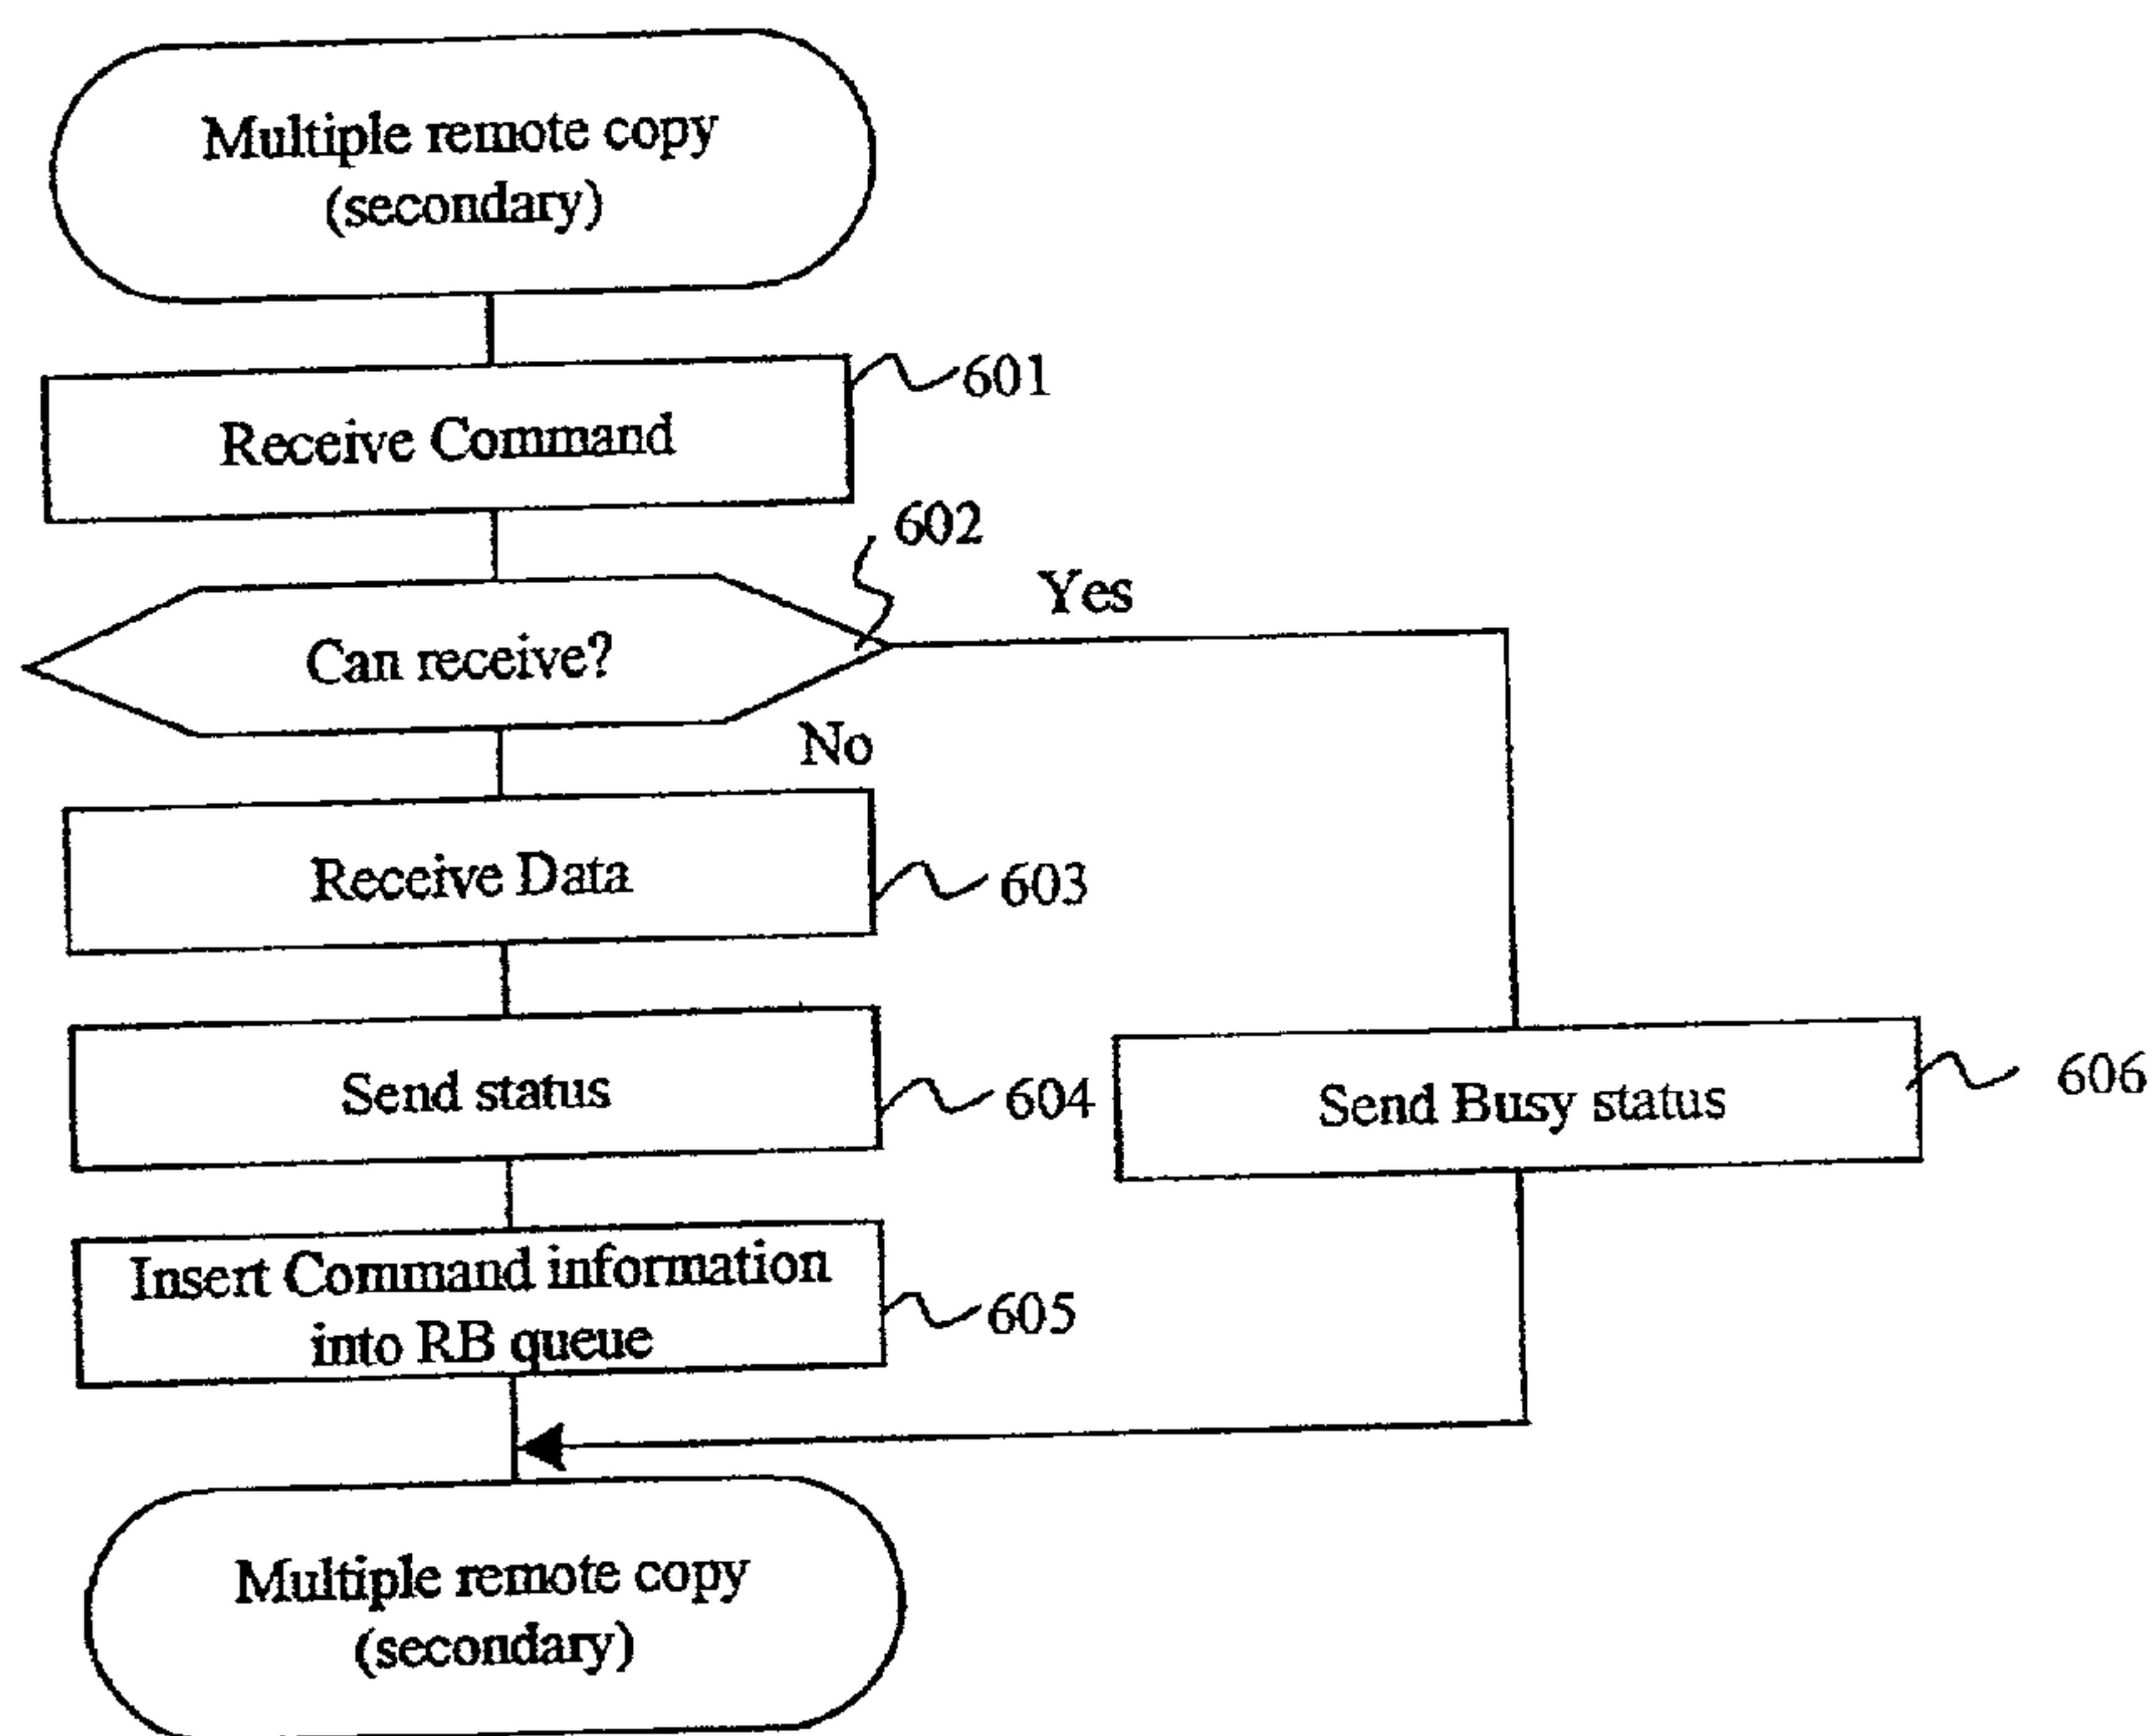 Multiple remote copy
(secondary)
601
Receive Command
602
Yes
Can receive?
No
Receive Data
603
Send status
604
Send Busy status
606
Insert Command information
into RB queue
605
Multiple remote copy
(secondary)